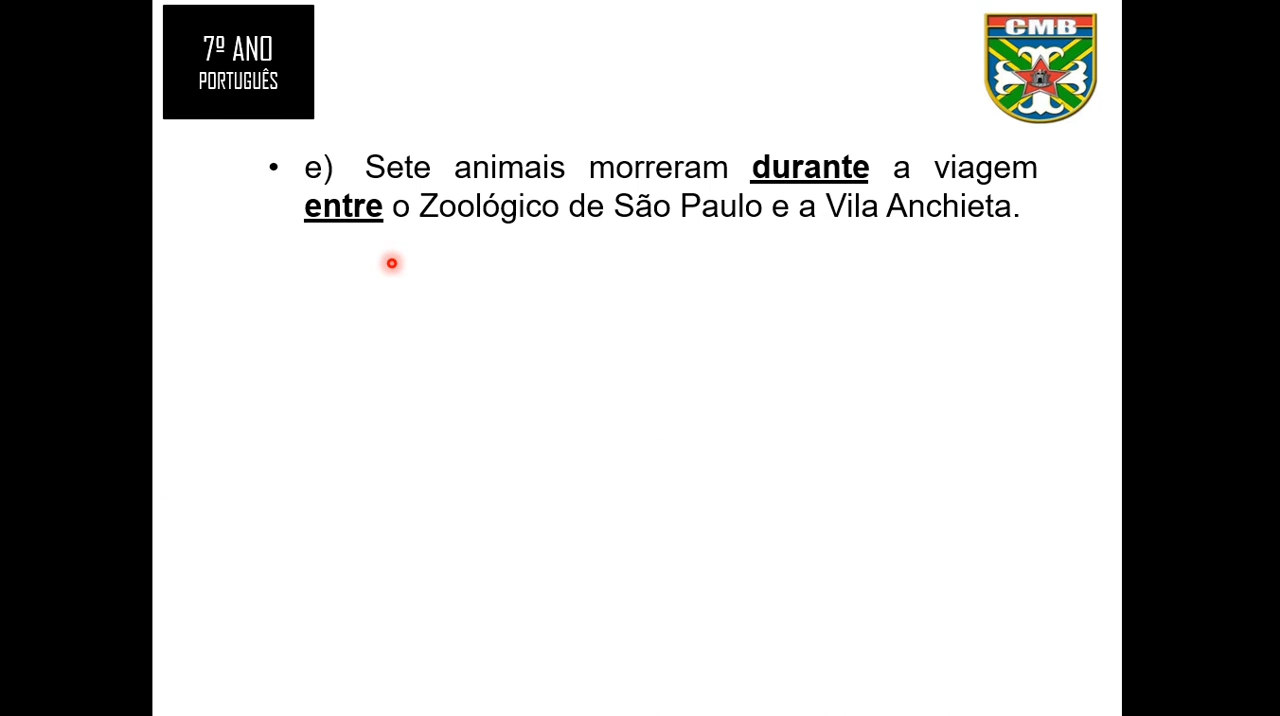 7º ANO
PORTUGUÊS
CMB
• e) Sete animais morreram durante a viagem
entre o Zoológico de São Paulo e a Vila Anchieta.